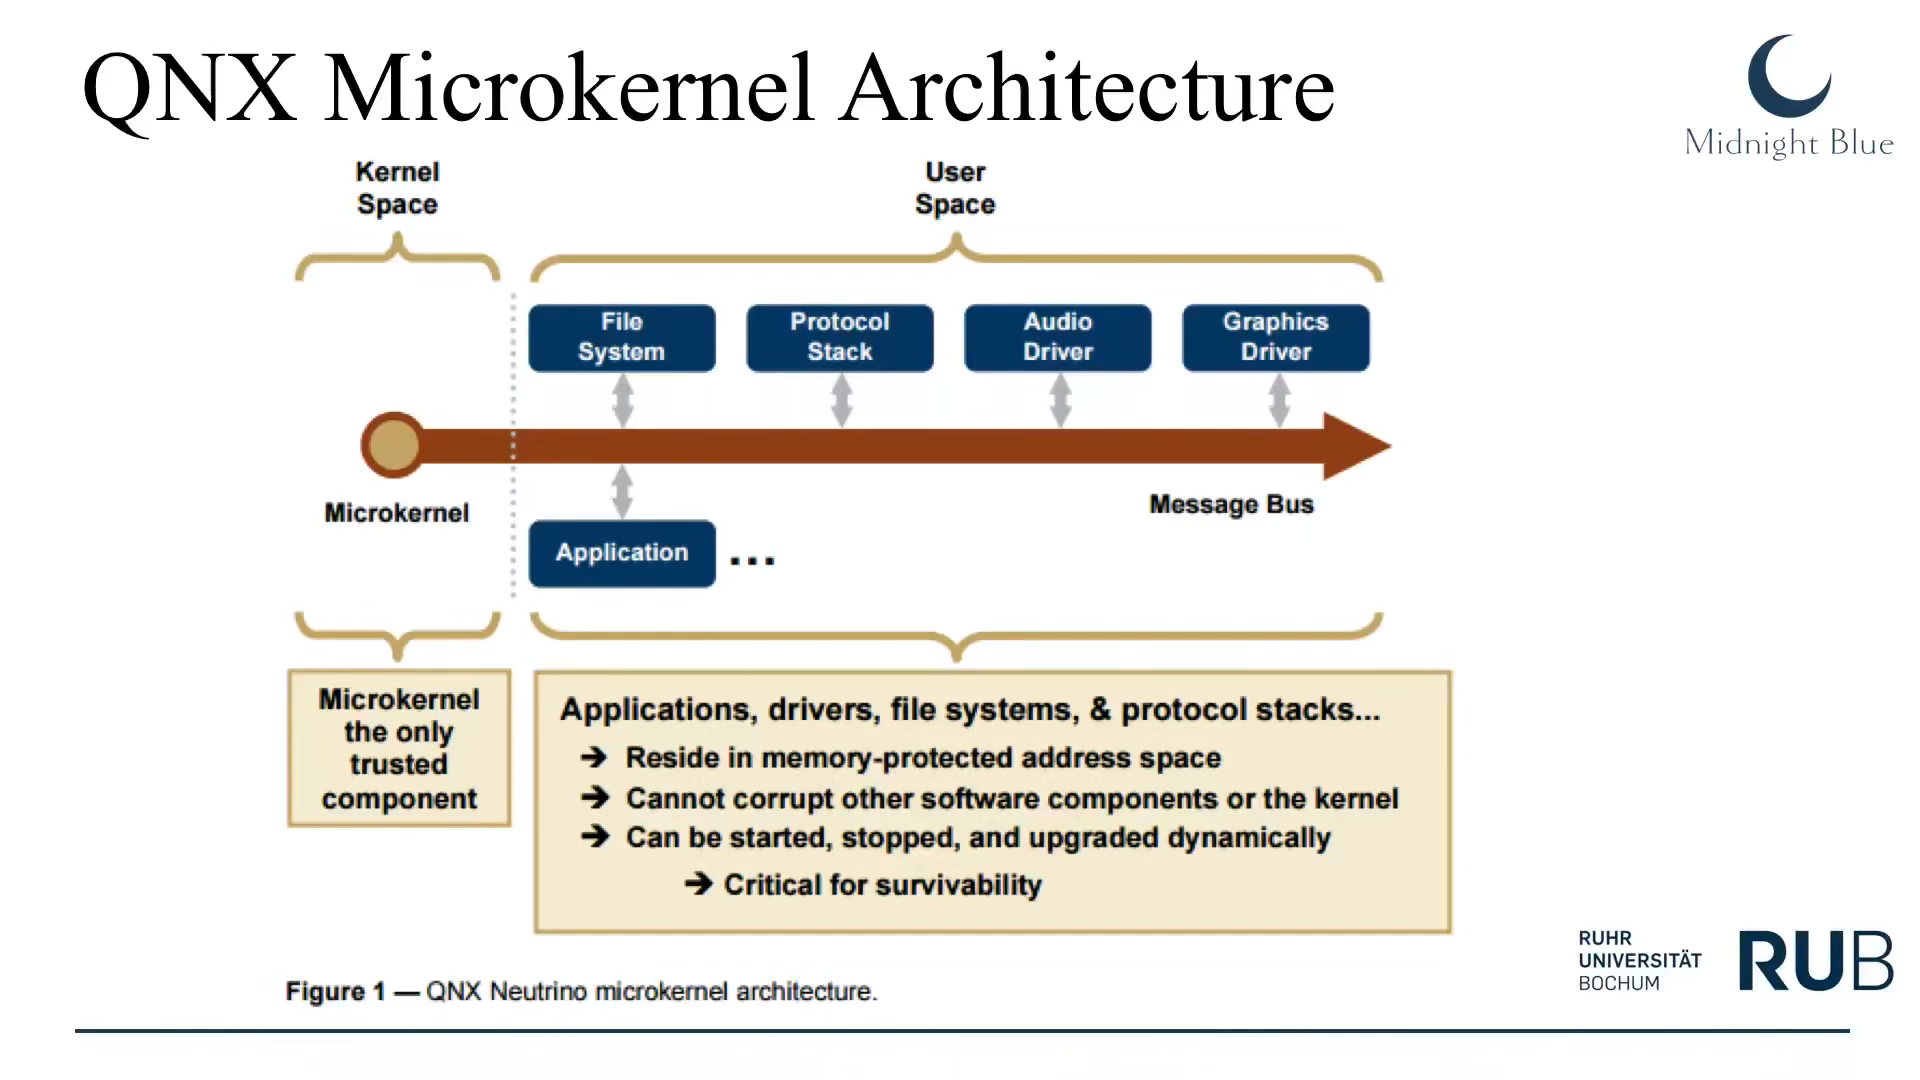 QNX Microkernel Architecture
Midnight Blue
Kernel
Space
User
Space
File
System
Protocol
Stack
Audio
Driver
Graphics
Driver
Microkernel
Message Bus
Application
...
Microkernel
the only
trusted
component
Applications, drivers, file systems, & protocol stacks...
➔ Reside in memory-protected address space
➔ Cannot corrupt other software components or the kernel
➔ Can be started, stopped, and upgraded dynamically
➔ Critical for survivability
RUHR
UNIVERSITÄT
BOCHUM
RUB
Figure 1 — QNX Neutrino microkernel architecture.